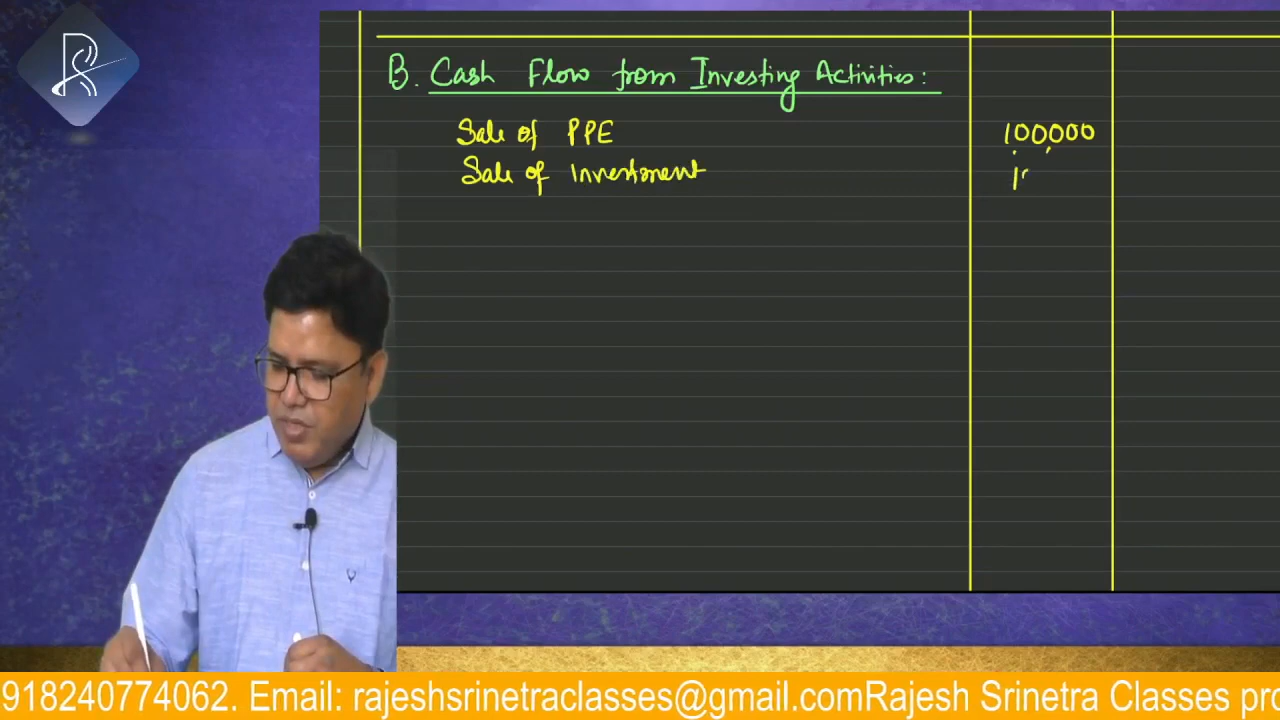 B. Cash Flow from Investing Activities:
Sale of PPE 100,000
Sale of Investment
918240774062. Email: rajeshsrinetraclasses@gmail.comRajesh Srinetra Classes pro